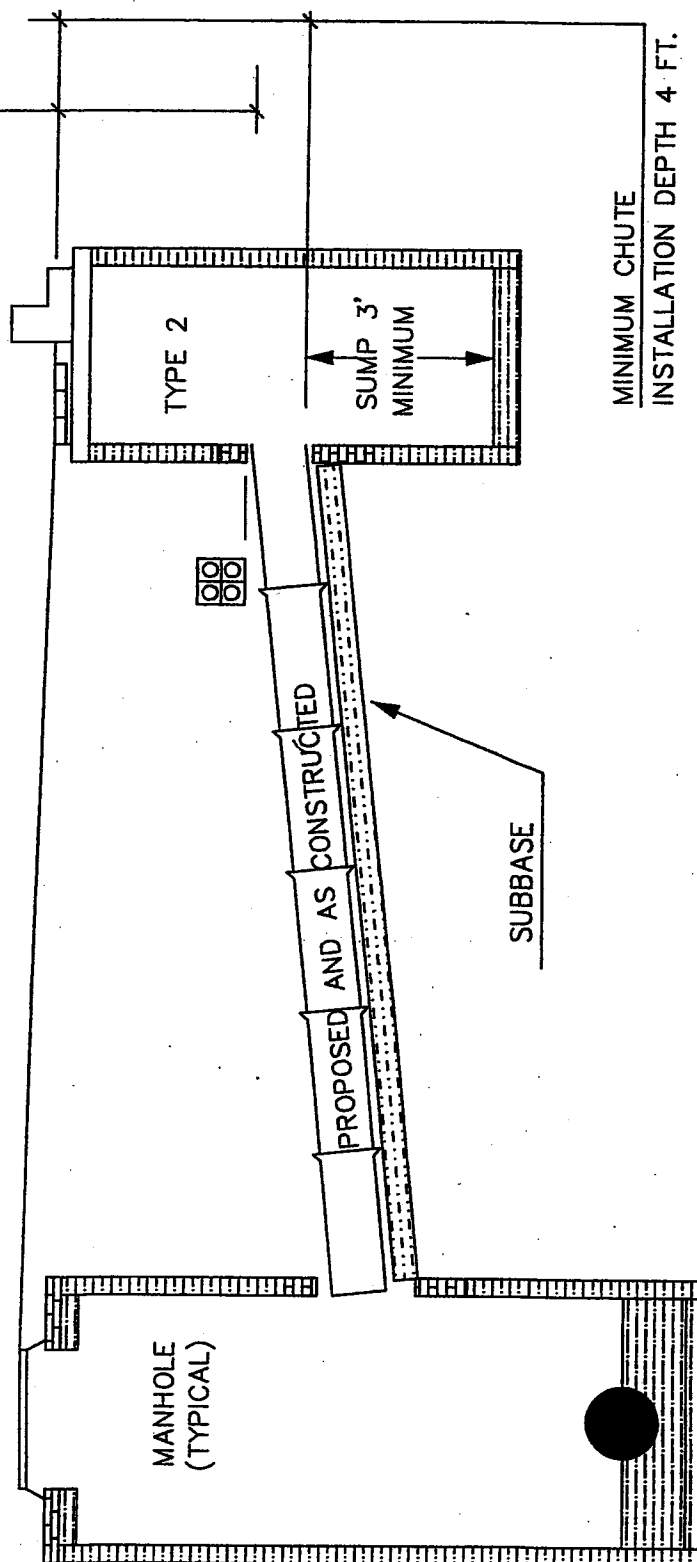 MANHOLE
(TYPICAL)
PROPOSED AND AS CONSTRUCTED
SUBBASE
TYPE 2
SUMP 3'
MINIMUM
MINIMUM CHUTE
INSTALLATION DEPTH 4 FT.